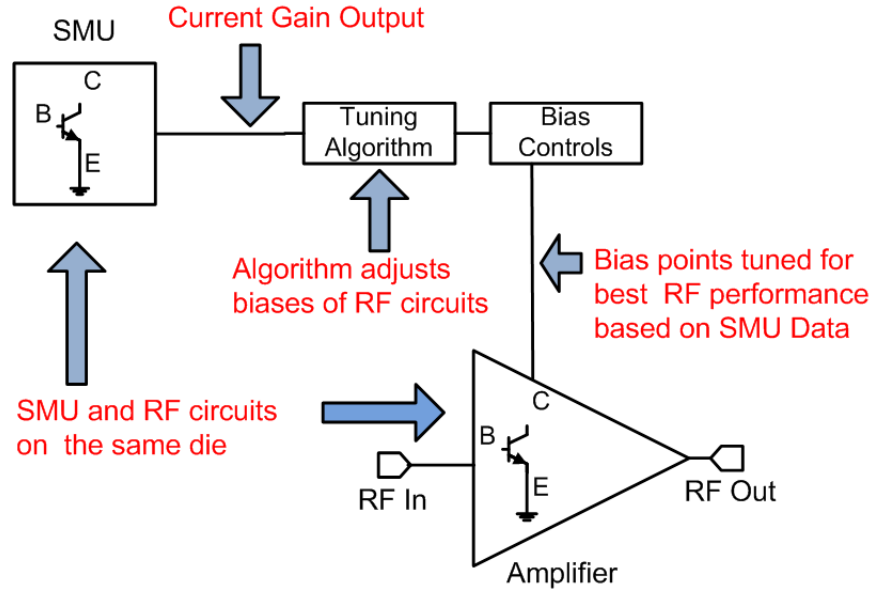 Current Gain Output
SMU
C
B
E
Tuning
Algorithm
Bias
Controls
Algorithm adjusts
biases of RF circuits
Bias points tuned for
best RF performance
based on SMU Data
SMU and RF circuits
on the same die
C
B
E
RF In
RF Out
Amplifier